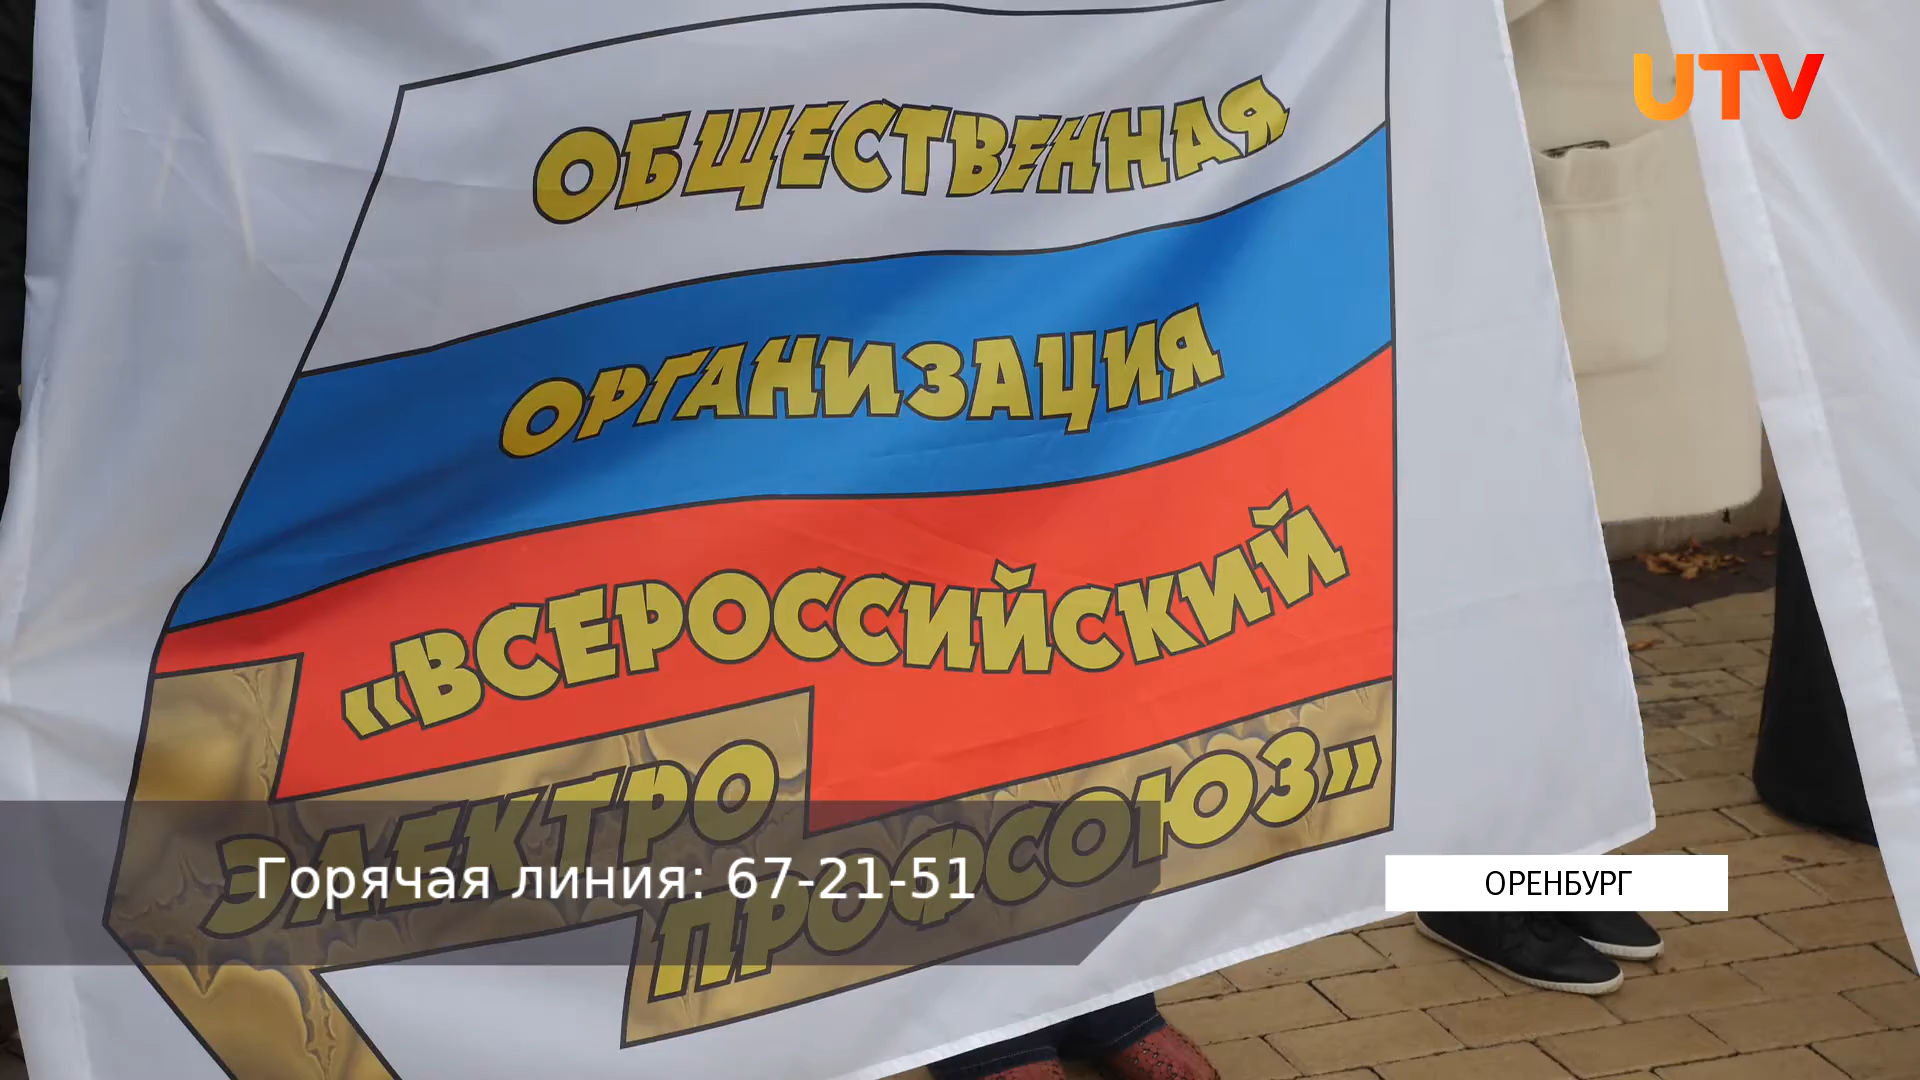 UTV
ОБЩЕСТВЕННАЯ
ОРГАНИЗАЦИЯ
«ВСЕРОССИЙСКИЙ
ЭЛЕКТРО
ПРОФСОЮЗ»
Горячая линия: 67-21-51
ОРЕНБУРГ